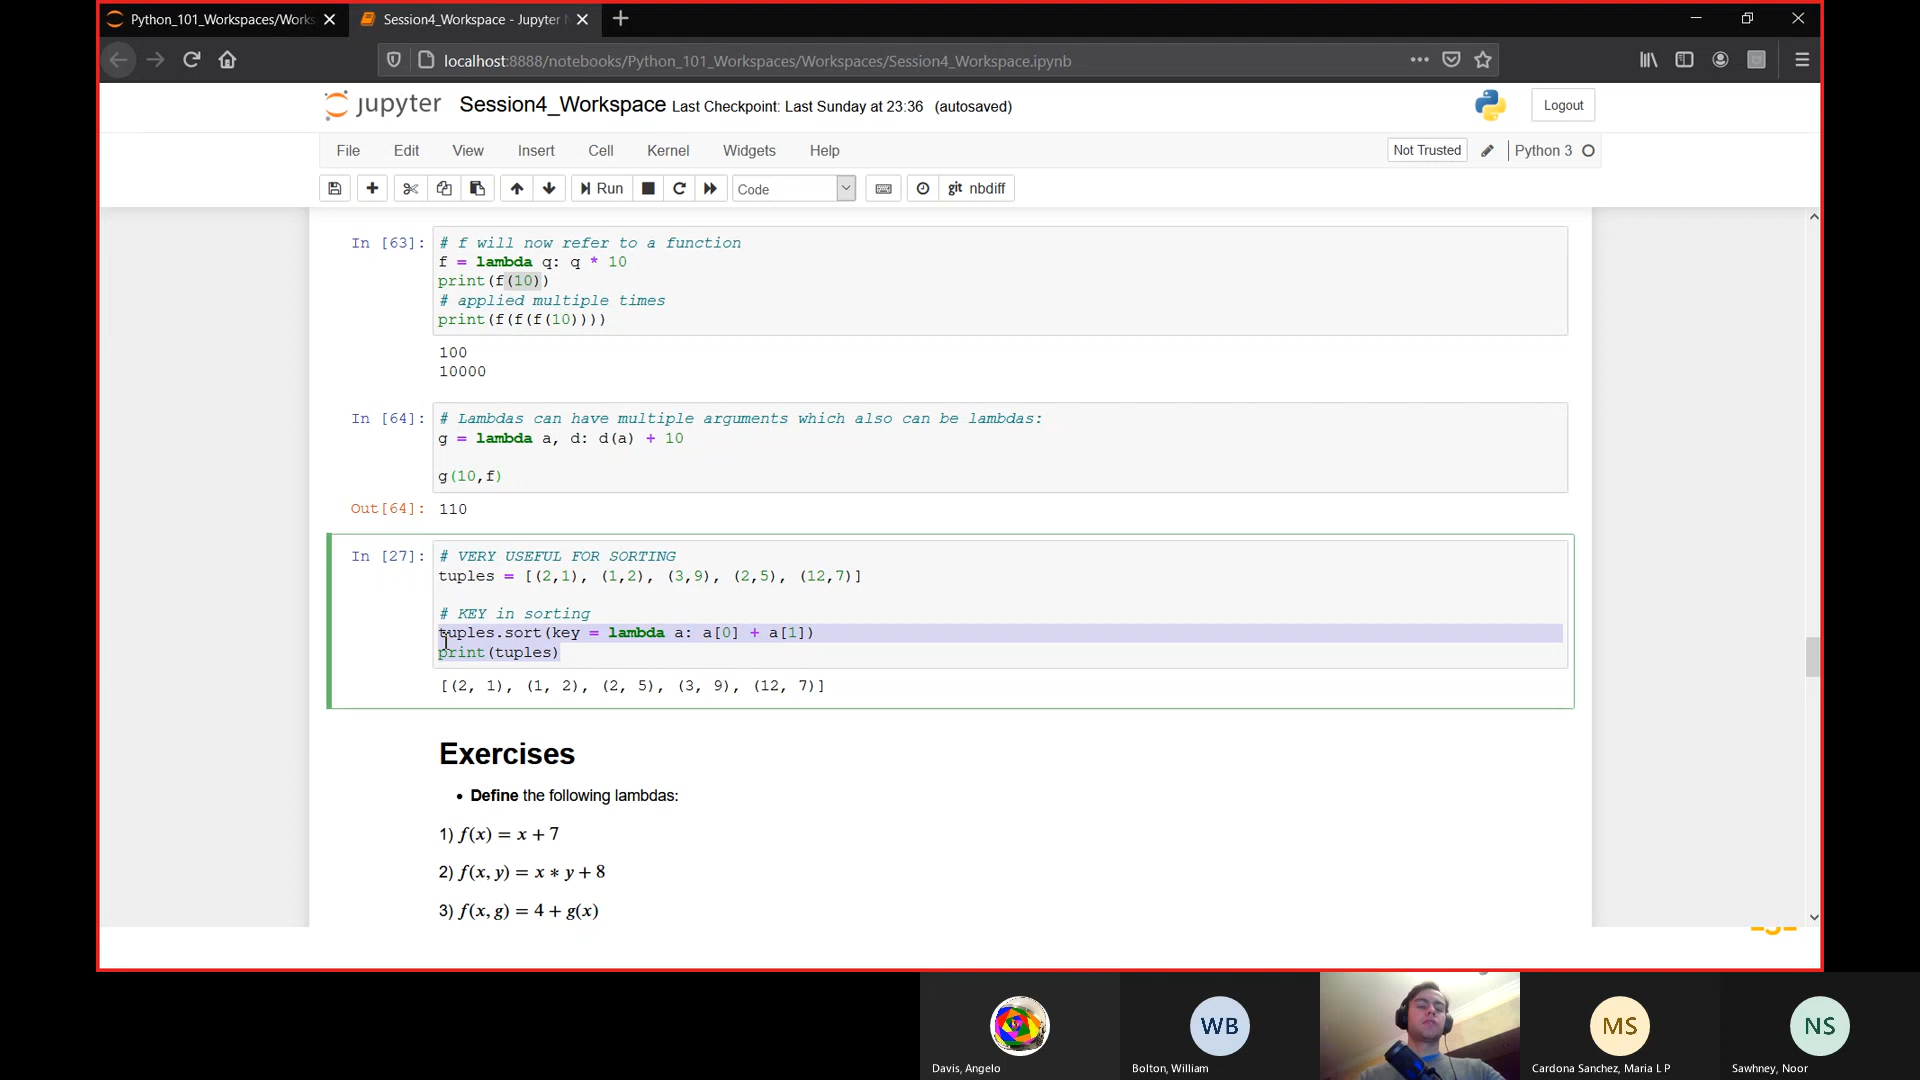 Python_101_Workspaces/Works
Session4_Workspace - Jupyter N
localhost:8888/notebooks/Python_101_Workspaces/Workspaces/Session4_Workspace.ipynb
jupyter Session4_Workspace Last Checkpoint: Last Sunday at 23:36 (autosaved)
Logout
File Edit View Insert Cell Kernel Widgets Help
Not Trusted
Python 3
Run
Code
git nbdiff
In [63]: # f will now refer to a function
f = lambda q: q * 10
print(f(10))
# applied multiple times
print(f(f(f(10))))
100
10000
In [64]: # Lambdas can have multiple arguments which also can be lambdas:
g = lambda a, d: d(a) + 10
g(10,f)
Out[64]: 110
In [27]: # VERY USEFUL FOR SORTING
tuples = [(2,1), (1,2), (3,9), (2,5), (12,7)]
# KEY in sorting
tuples.sort(key = lambda a: a[0] + a[1])
print(tuples)
[(2, 1), (1, 2), (2, 5), (3, 9), (12, 7)]
Exercises
• Define the following lambdas:
1) f(x) = x + 7
2) f(x, y) = x ∗ y + 8
3) f(x, g) = 4 + g(x)
WB
MS
NS
Davis, Angelo
Bolton, William
Cardona Sanchez, Maria L P
Sawhney, Noor